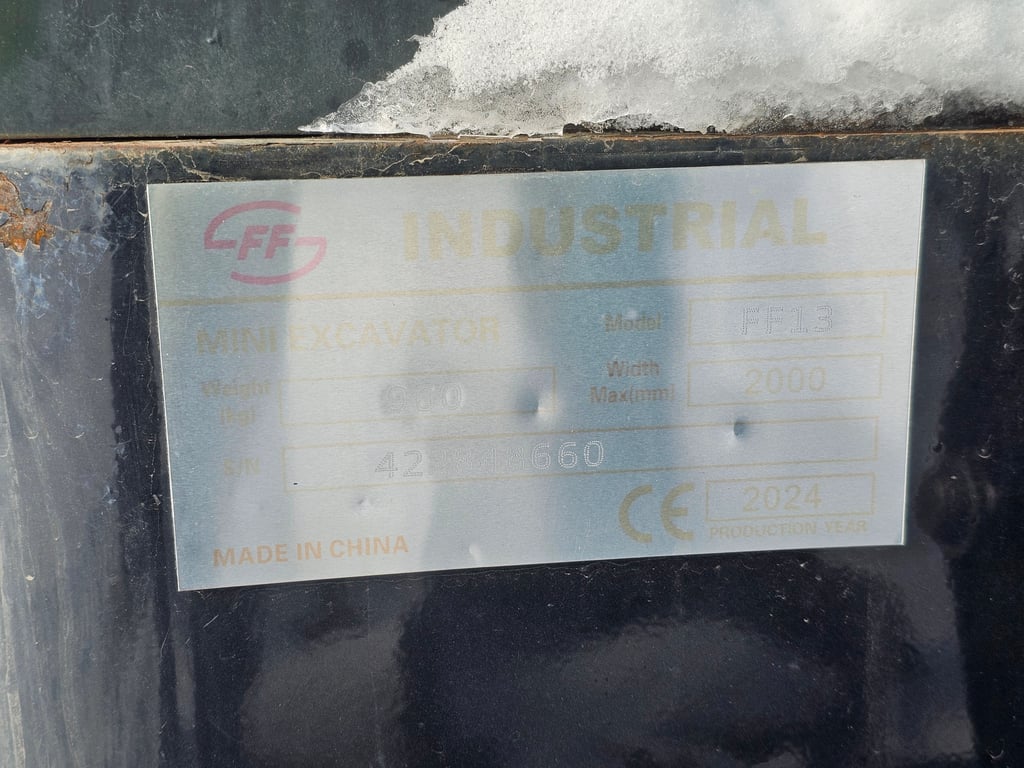 FF INDUSTRIAL
MINI EXCAVATOR
Model FF13
Weight (kg) 900
Width Max(mm) 2000
S/N
CE 2024
PRODUCTION YEAR
MADE IN CHINA